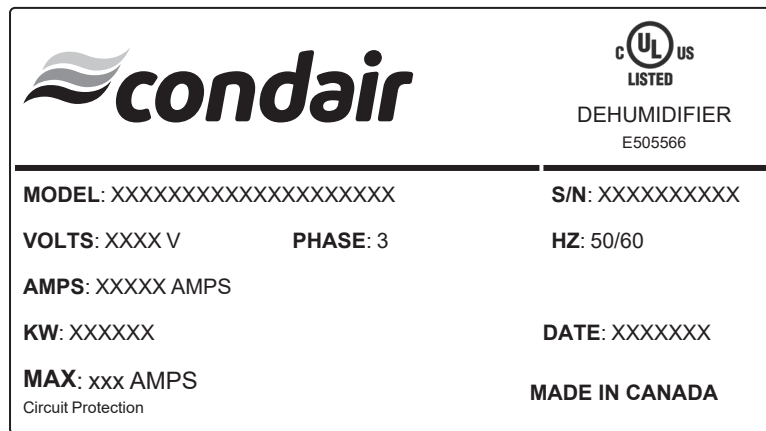 condair
C UL US
LISTED
DEHUMIDIFIER
E505566
MODEL: XXXXXXXXXXXXXXXXXXXX
S/N: XXXXXXXXXX
VOLTS: XXXX V PHASE: 3 HZ: 50/60
AMPS: XXXXX AMPS
KW: XXXXXX
DATE: XXXXXXX
MAX: xxx AMPS
Circuit Protection
MADE IN CANADA